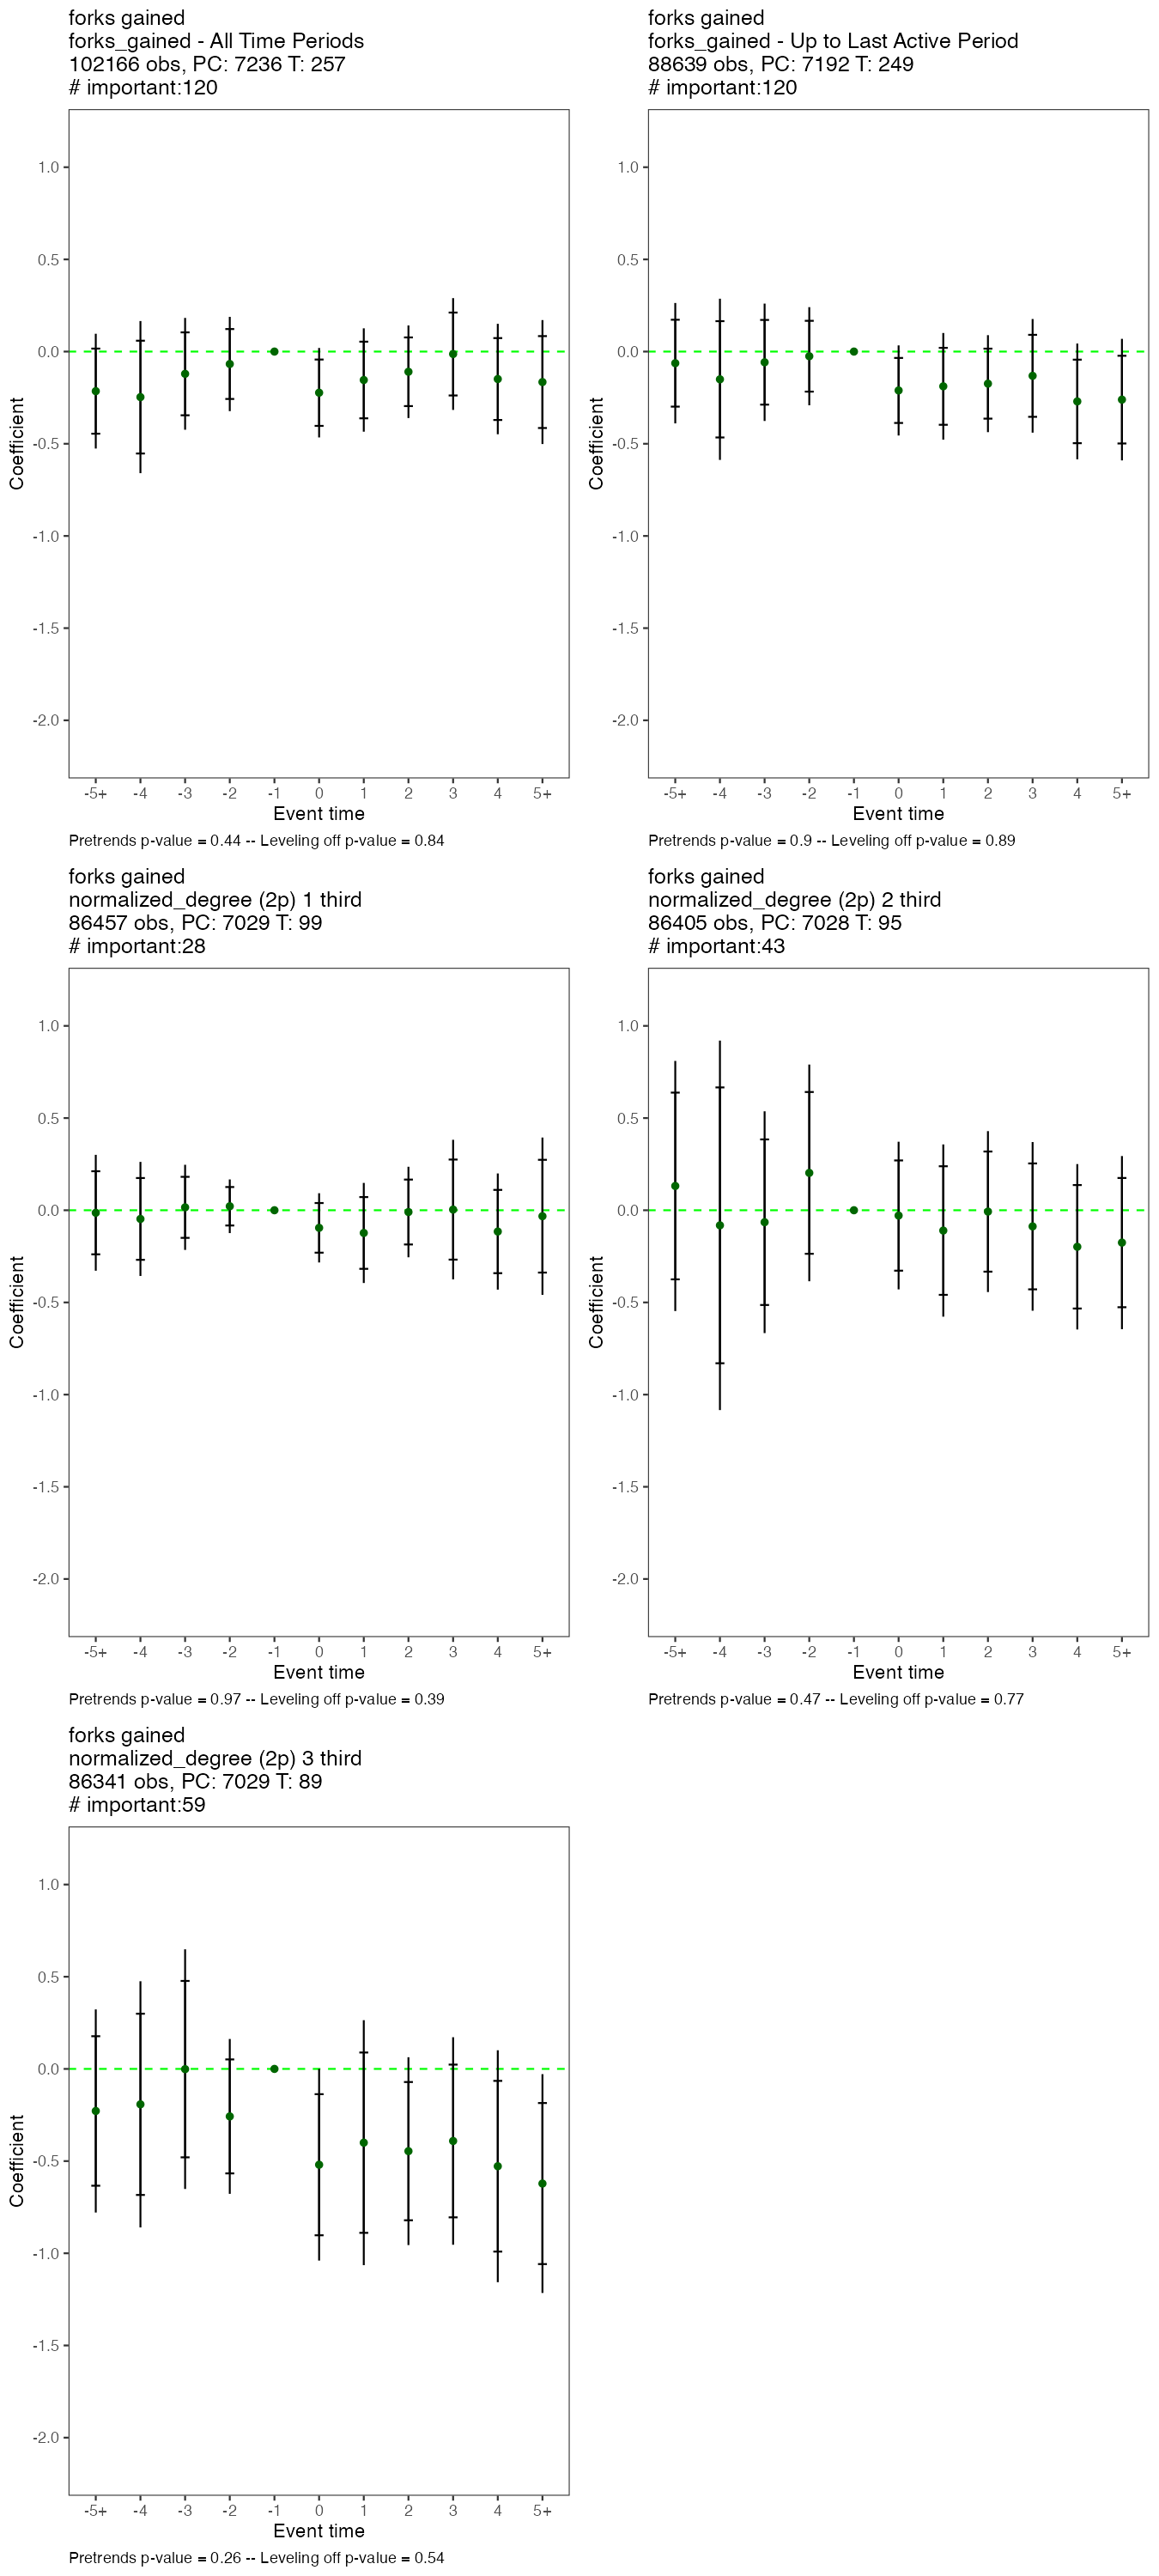 forks gained
forks_gained - All Time Periods
102166 obs, PC: 7236 T: 257
# important:120
1.0
0.5
0.0
-0.5
-1.0
-1.5
-2.0
Coefficient
-5+ -4 -3 -2 -1 0 1 2 3 4 5+
Event time
Pretrends p-value = 0.44 -- Leveling off p-value = 0.84
forks gained
forks_gained - Up to Last Active Period
88639 obs, PC: 7192 T: 249
# important:120
1.0
0.5
0.0
-0.5
-1.0
-1.5
-2.0
Coefficient
-5+ -4 -3 -2 -1 0 1 2 3 4 5+
Event time
Pretrends p-value = 0.9 -- Leveling off p-value = 0.89
forks gained
normalized_degree (2p) 1 third
86457 obs, PC: 7029 T: 99
# important:28
1.0
0.5
0.0
-0.5
-1.0
-1.5
-2.0
Coefficient
-5+ -4 -3 -2 -1 0 1 2 3 4 5+
Event time
Pretrends p-value = 0.97 -- Leveling off p-value = 0.39
forks gained
normalized_degree (2p) 2 third
86405 obs, PC: 7028 T: 95
# important:43
1.0
0.5
0.0
-0.5
-1.0
-1.5
-2.0
Coefficient
-5+ -4 -3 -2 -1 0 1 2 3 4 5+
Event time
Pretrends p-value = 0.47 -- Leveling off p-value = 0.77
forks gained
normalized_degree (2p) 3 third
86341 obs, PC: 7029 T: 89
# important:59
1.0
0.5
0.0
-0.5
-1.0
-1.5
-2.0
Coefficient
-5+ -4 -3 -2 -1 0 1 2 3 4 5+
Event time
Pretrends p-value = 0.26 -- Leveling off p-value = 0.54